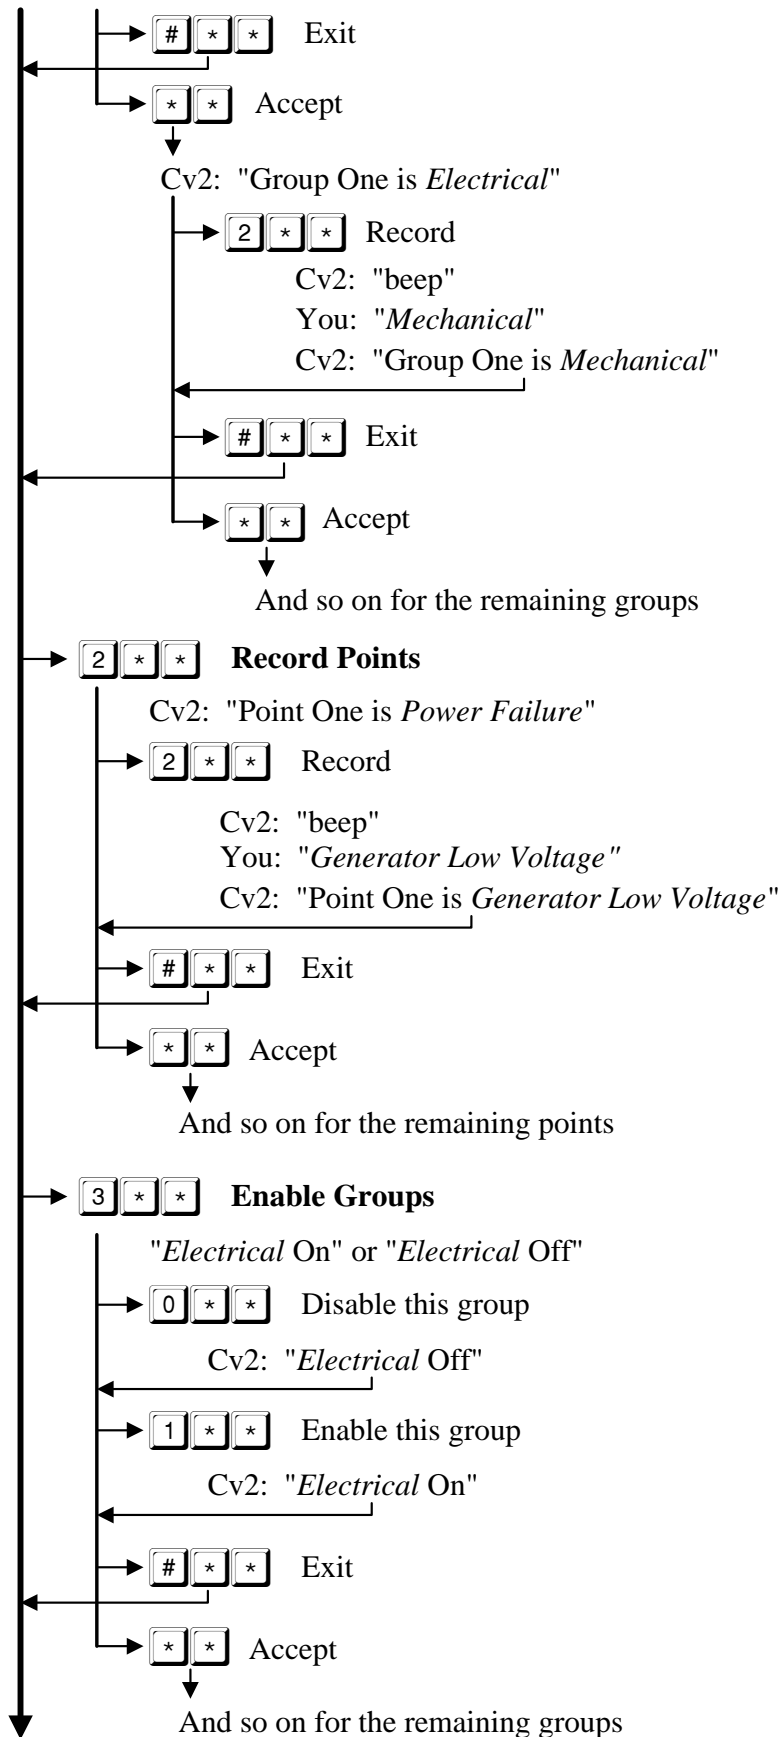 # * * Exit
* * Accept
Cv2: "Group One is Electrical"
2 * * Record
Cv2: "beep"
You: "Mechanical"
Cv2: "Group One is Mechanical"
# * * Exit
* * Accept
And so on for the remaining groups
2 * * Record Points
Cv2: "Point One is Power Failure"
2 * * Record
Cv2: "beep"
You: "Generator Low Voltage"
Cv2: "Point One is Generator Low Voltage"
# * * Exit
* * Accept
And so on for the remaining points
3 * * Enable Groups
"Electrical On" or "Electrical Off"
0 * * Disable this group
Cv2: "Electrical Off"
1 * * Enable this group
Cv2: "Electrical On"
# * * Exit
* * Accept
And so on for the remaining groups